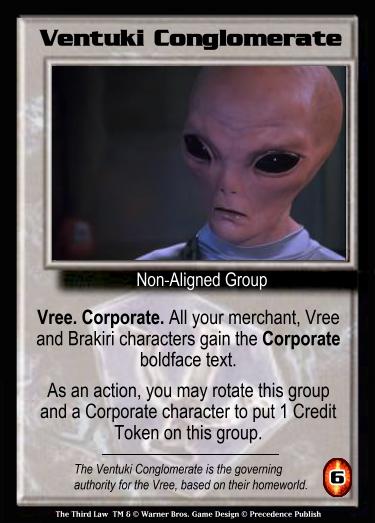 Ventuki Conglomerate
Non-Aligned Group
Vree. Corporate. All your merchant, Vree
and Brakiri characters gain the Corporate
boldface text.
As an action, you may rotate this group
and a Corporate character to put 1 Credit
Token on this group.
The Ventuki Conglomerate is the governing
authority for the Vree, based on their homeworld.
6
The Third Law TM & © Warner Bros. Game Design © Precedence Publish